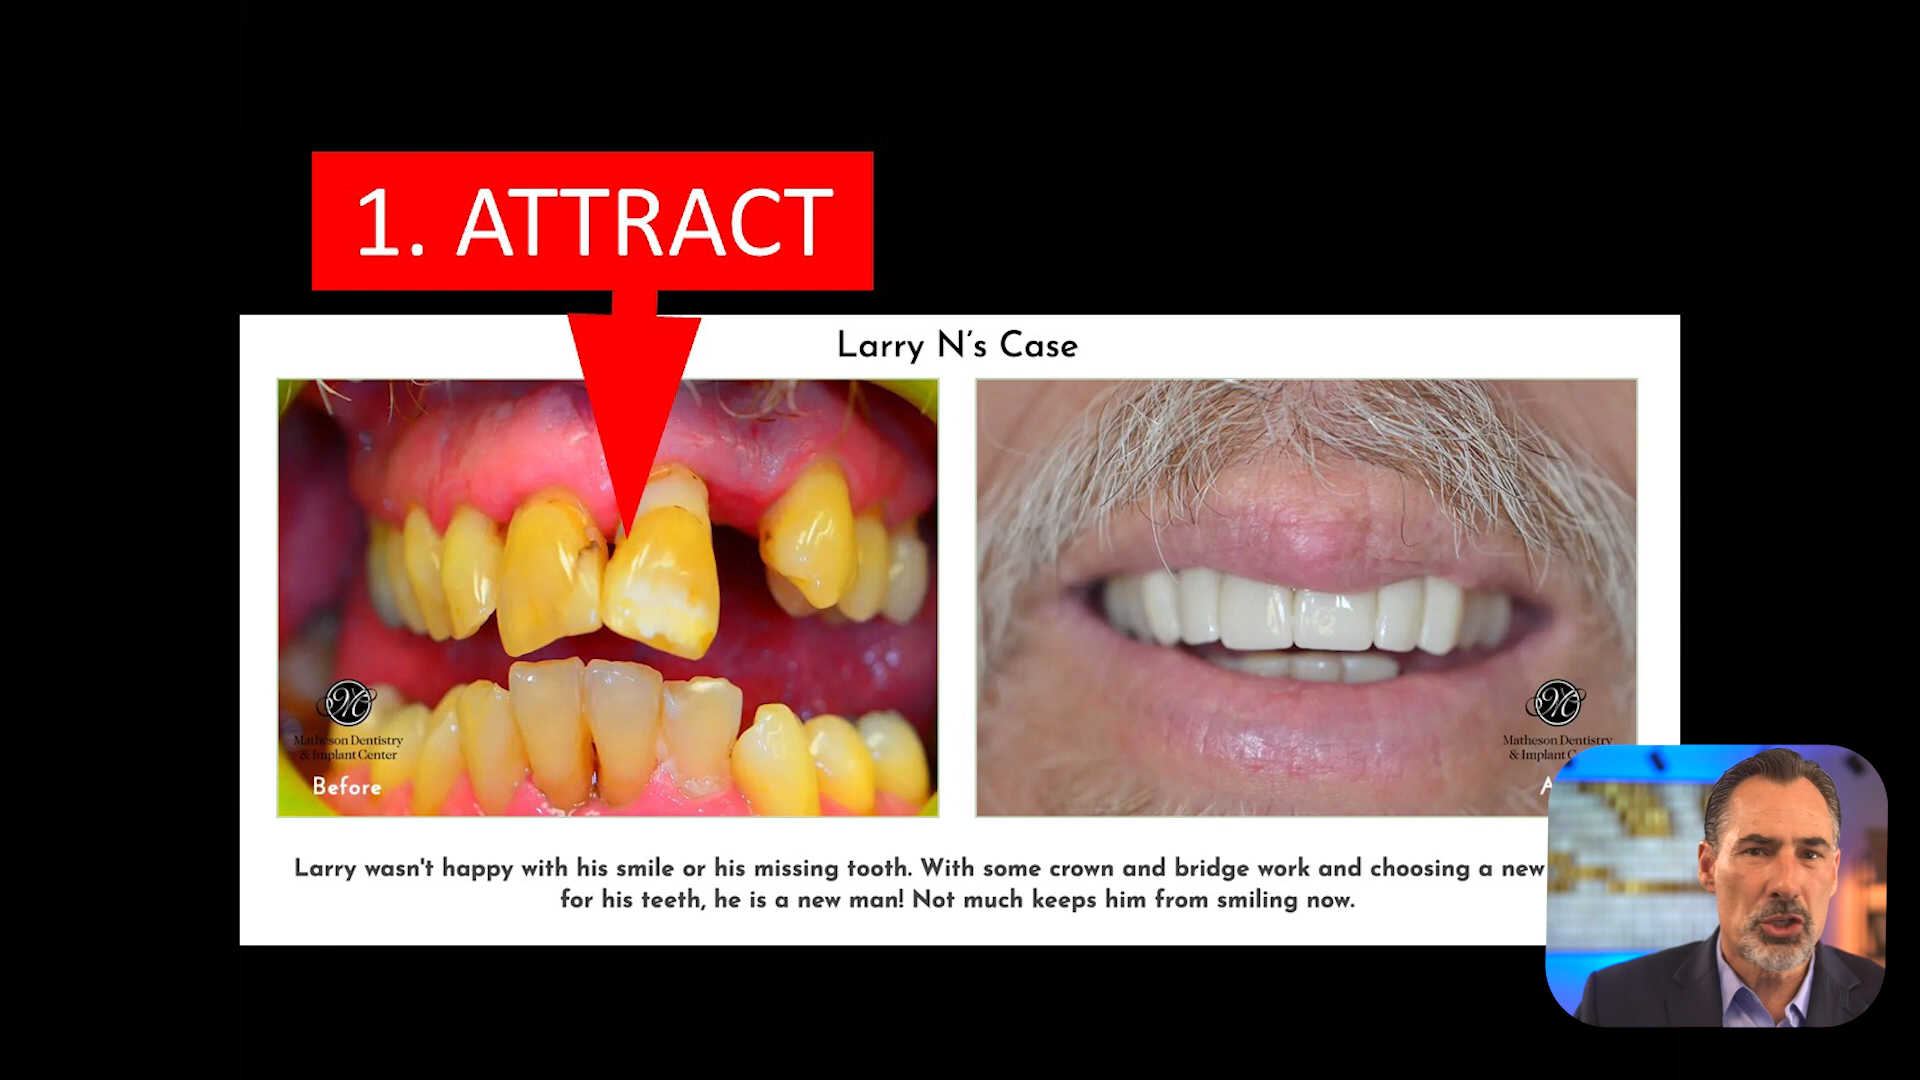 1. ATTRACT
Larry N's Case
Matheson Dentistry
& Implant Center
Before
Matheson Dentistry
& Implant
Larry wasn't happy with his smile or his missing tooth. With some crown and bridge work and choosing a new
for his teeth, he is a new man! Not much keeps him from smiling now.